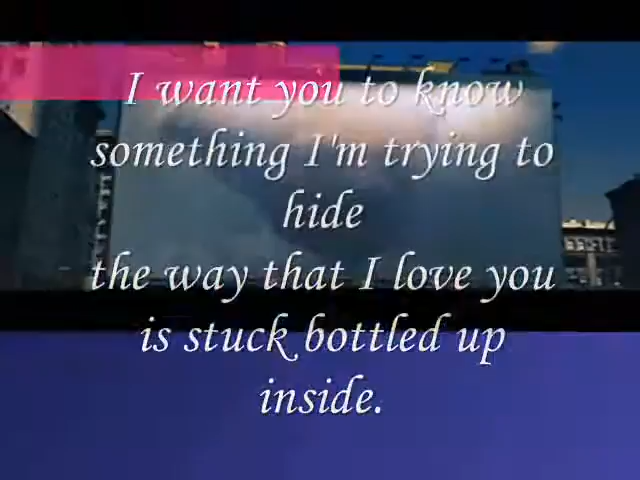 I want you to know
something I'm trying to
hide
the way that I love you
is stuck bottled up
inside.